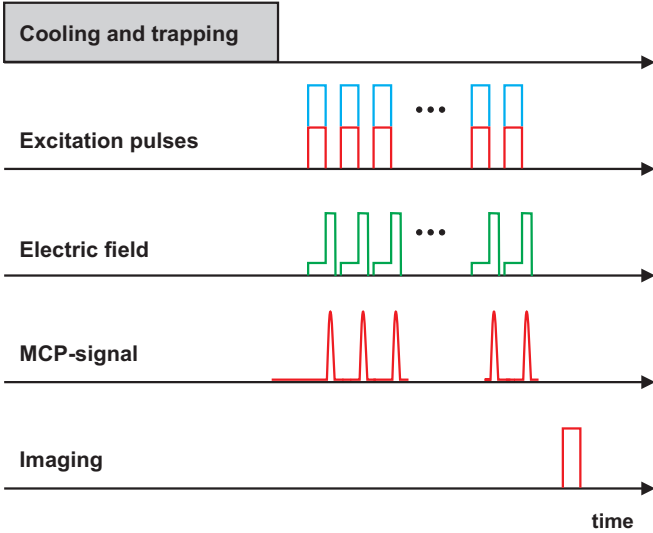 Cooling and trapping
Excitation pulses
Electric field
MCP-signal
Imaging
time